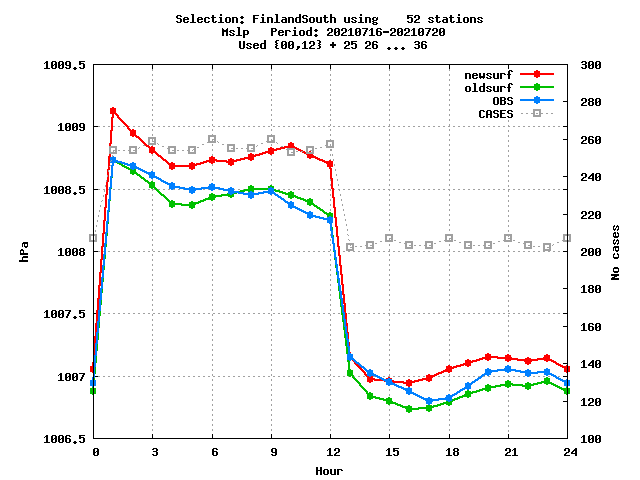 Selection: FinlandSouth using    52 stations
Mslp   Period: 20210716-20210720
Used {00,12} + 25 26 ... 36
newsurf
oldsurf
OBS
CASES
1009.5
1009
1008.5
1008
1007.5
1007
1006.5
hPa
300
280
260
240
220
200
180
160
140
120
100
No cases
0 3 6 9 12 15 18 21 24
Hour